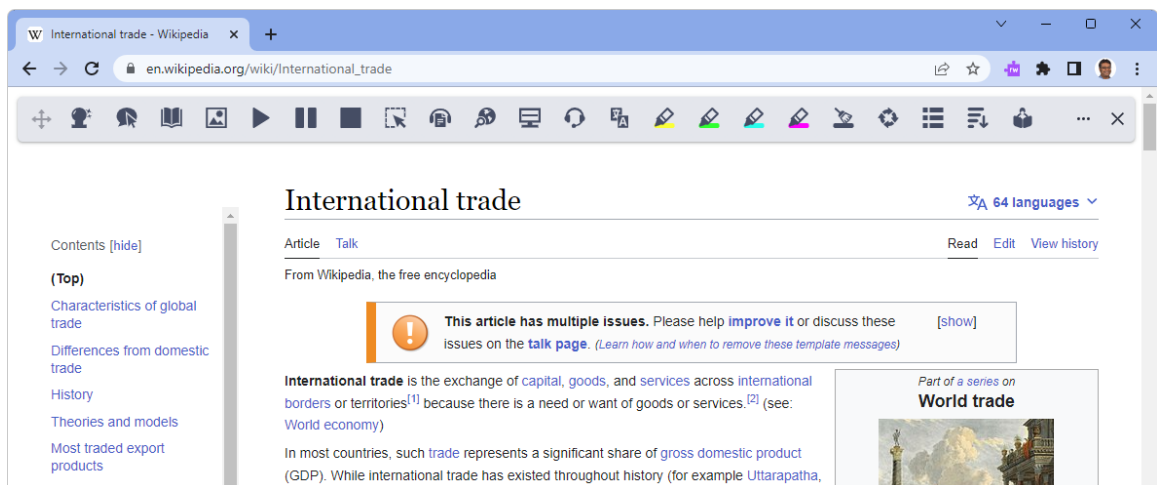 International trade - Wikipedia
en.wikipedia.org/wiki/International_trade
International trade
64 languages
Contents [hide]
(Top)
Characteristics of global
trade
Differences from domestic
trade
History
Theories and models
Most traded export
products
Article Talk
Read Edit View history
From Wikipedia, the free encyclopedia
This article has multiple issues. Please help improve it or discuss these
issues on the talk page. (Learn how and when to remove these template messages)
[show]
International trade is the exchange of capital, goods, and services across international
borders or territories[1] because there is a need or want of goods or services.[2] (see:
World economy)
In most countries, such trade represents a significant share of gross domestic product
(GDP). While international trade has existed throughout history (for example Uttarapatha,
Part of a series on
World trade